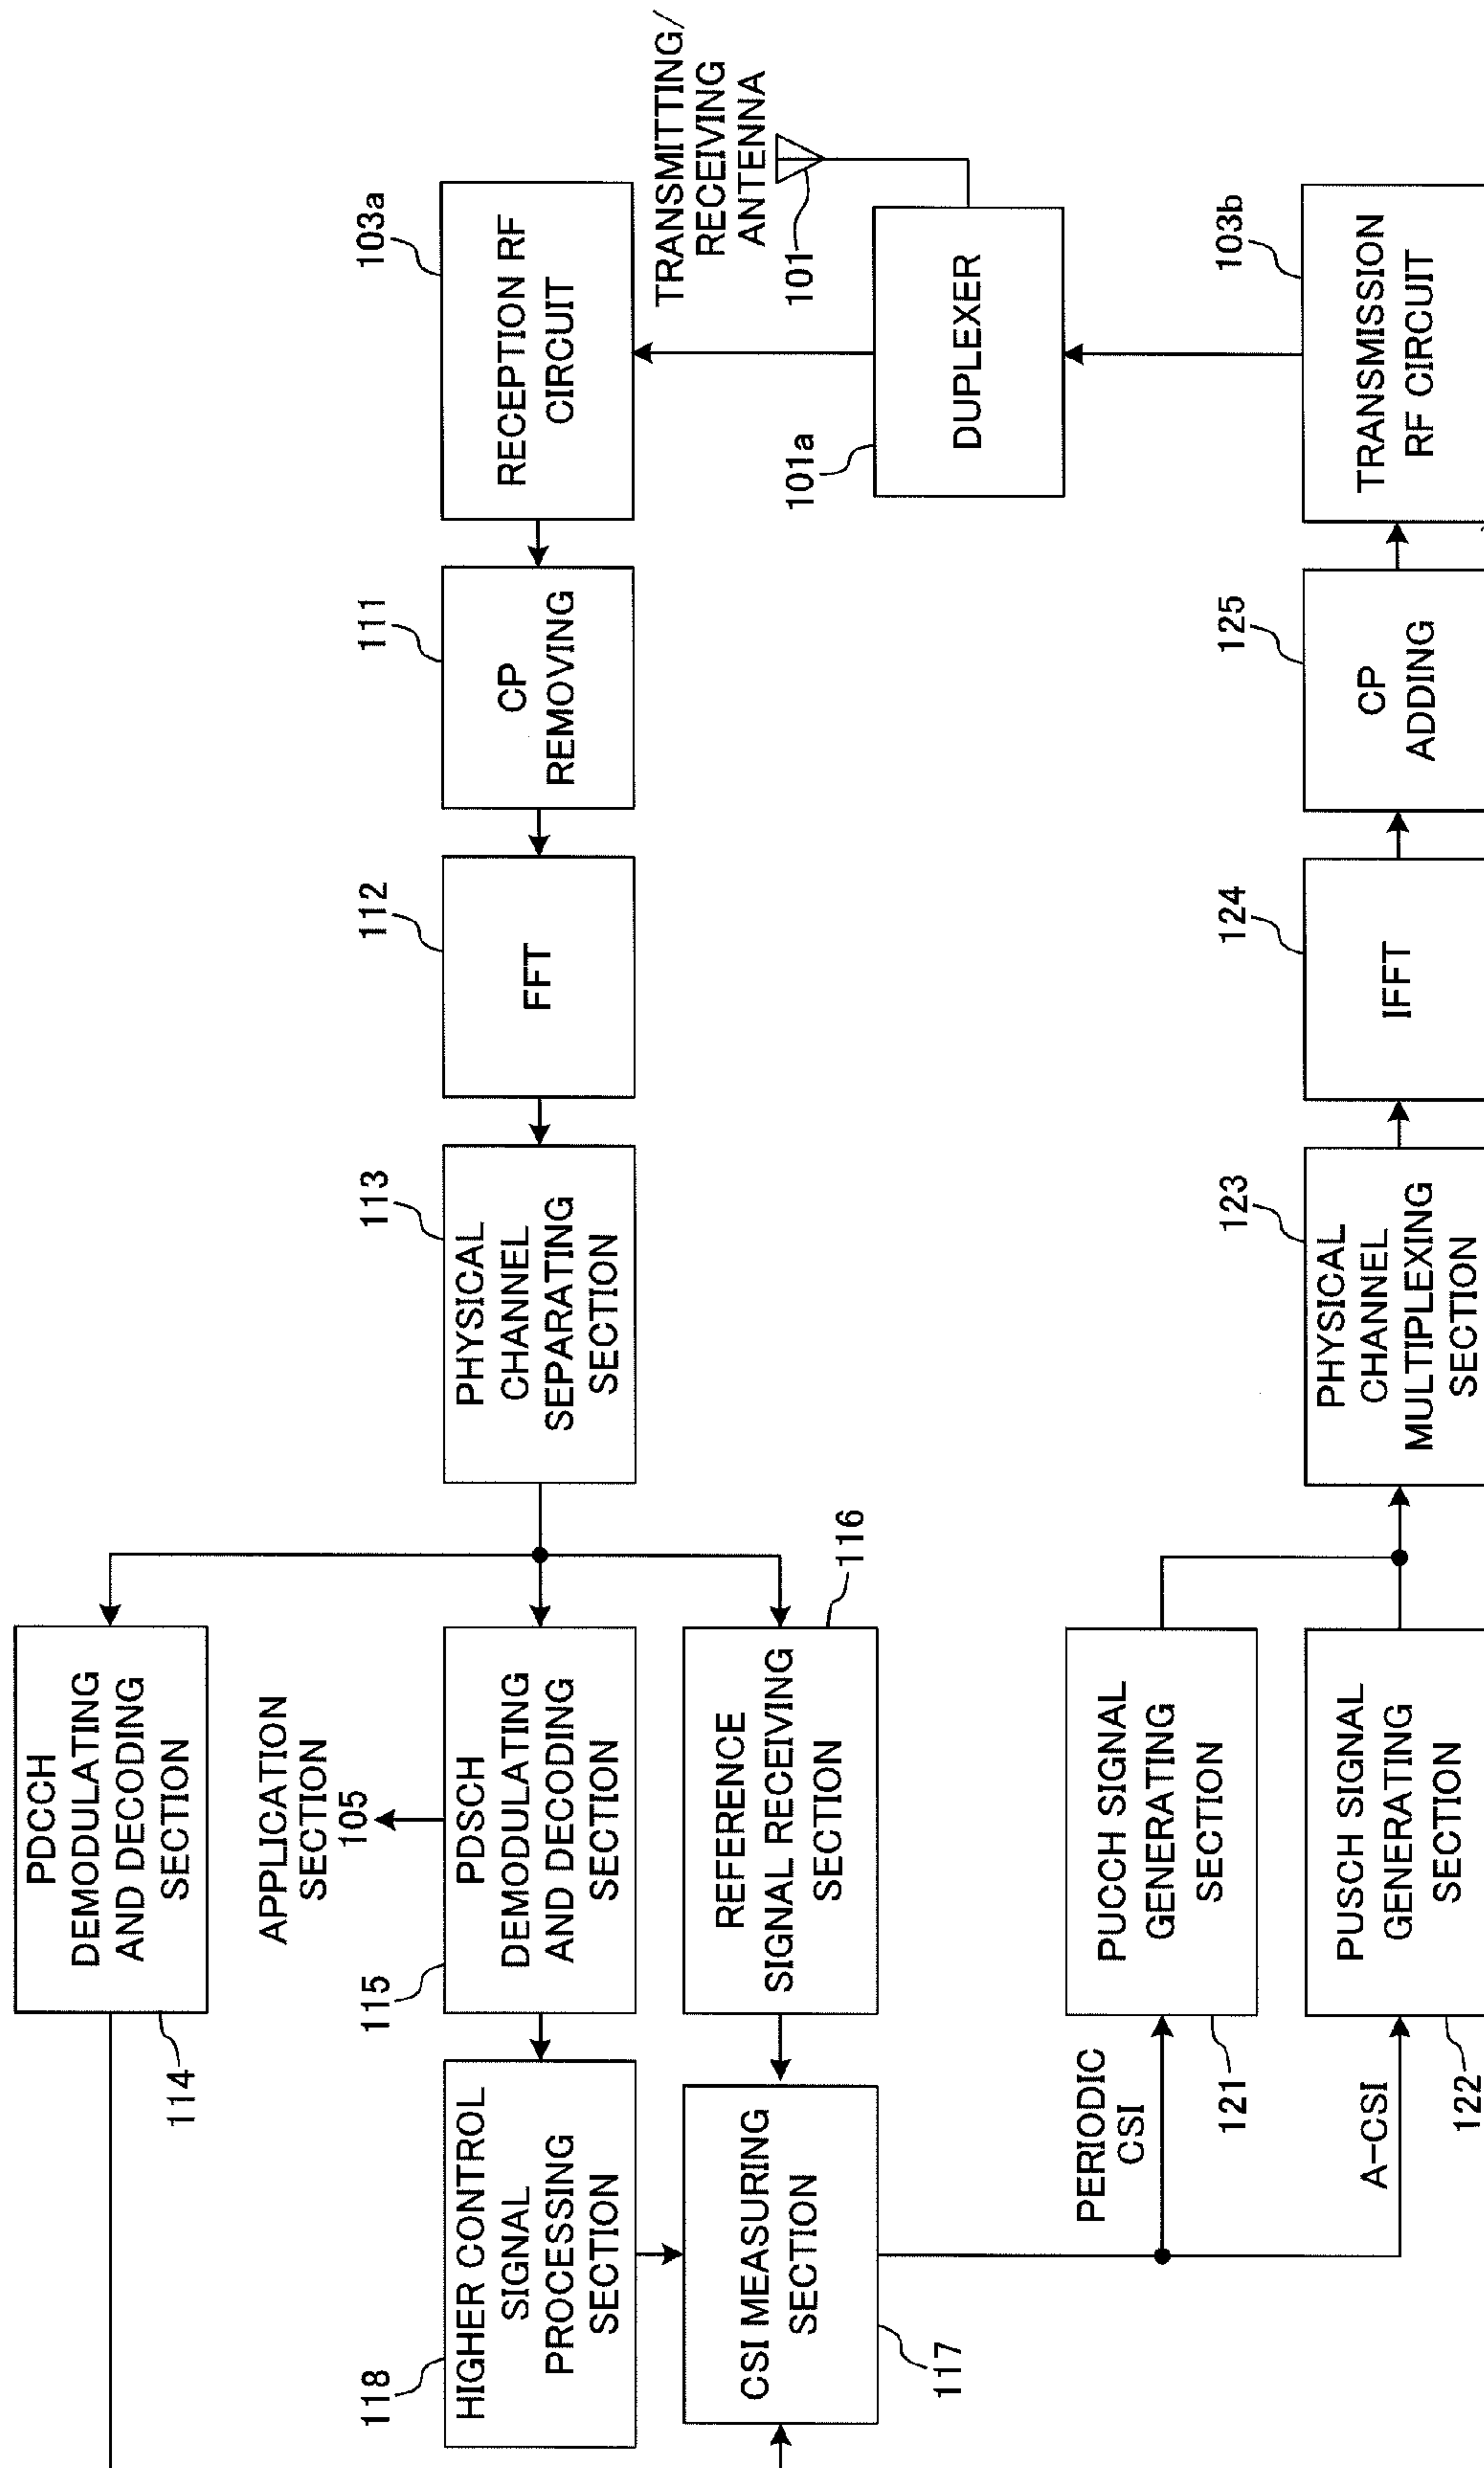 PDCCH
DEMODULATING
AND DECODING
SECTION
114
APPLICATION
SECTION
105
118
HIGHER CONTROL
SIGNAL
PROCESSING
SECTION
115
PDSCH
DEMODULATING
AND DECODING
SECTION
113
PHYSICAL
CHANNEL
SEPARATING
SECTION
112
FFT
111
CP
REMOVING
103a
RECEPTION RF
CIRCUIT
CSI MEASURING
SECTION
117
REFERENCE
SIGNAL RECEIVING
SECTION
116
TRANSMITTING/
RECEIVING
ANTENNA
101
101a
DUPLEXER
PERIODIC
CSI
PUCCH SIGNAL
GENERATING
SECTION
121
A-CSI
PUSCH SIGNAL
GENERATING
SECTION
122
123
PHYSICAL
CHANNEL
MULTIPLEXING
SECTION
124
IFFT
125
CP
ADDING
103b
TRANSMISSION
RF CIRCUIT